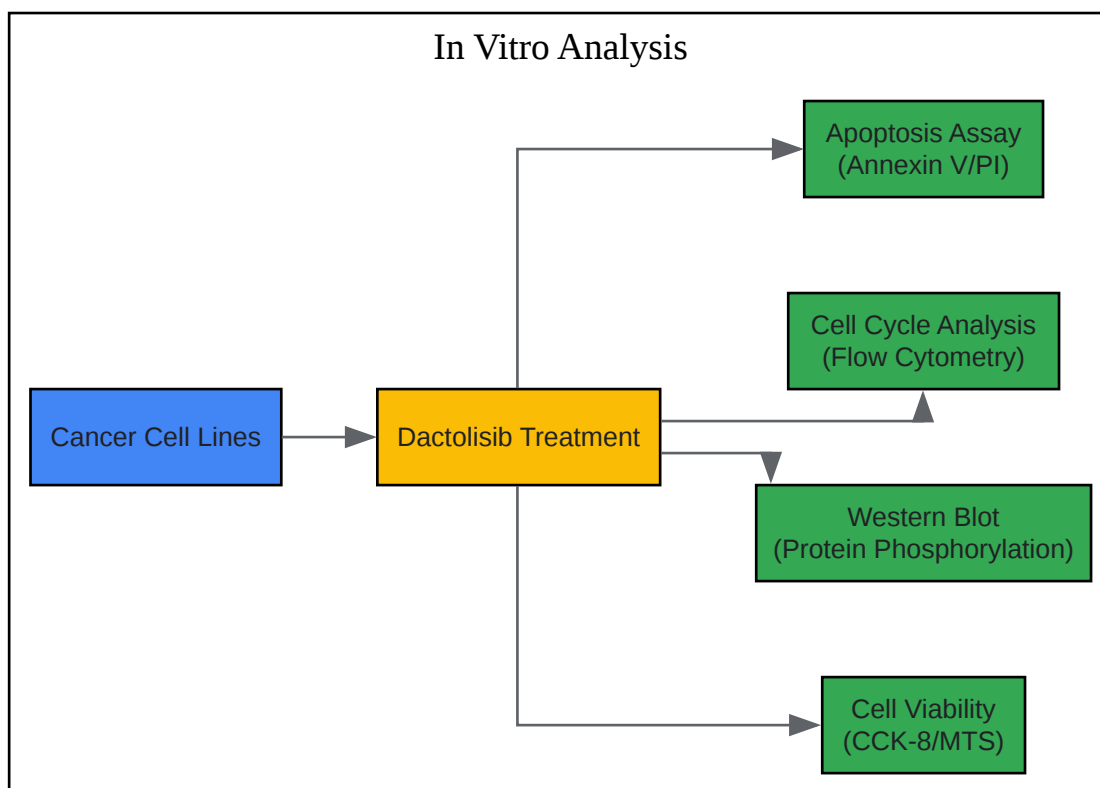 In Vitro Analysis
Apoptosis Assay
(Annexin V/PI)
Cell Cycle Analysis
(Flow Cytometry)
Cancer Cell Lines
Dactolisib Treatment
Western Blot
(Protein Phosphorylation)
Cell Viability
(CCK-8/MTS)